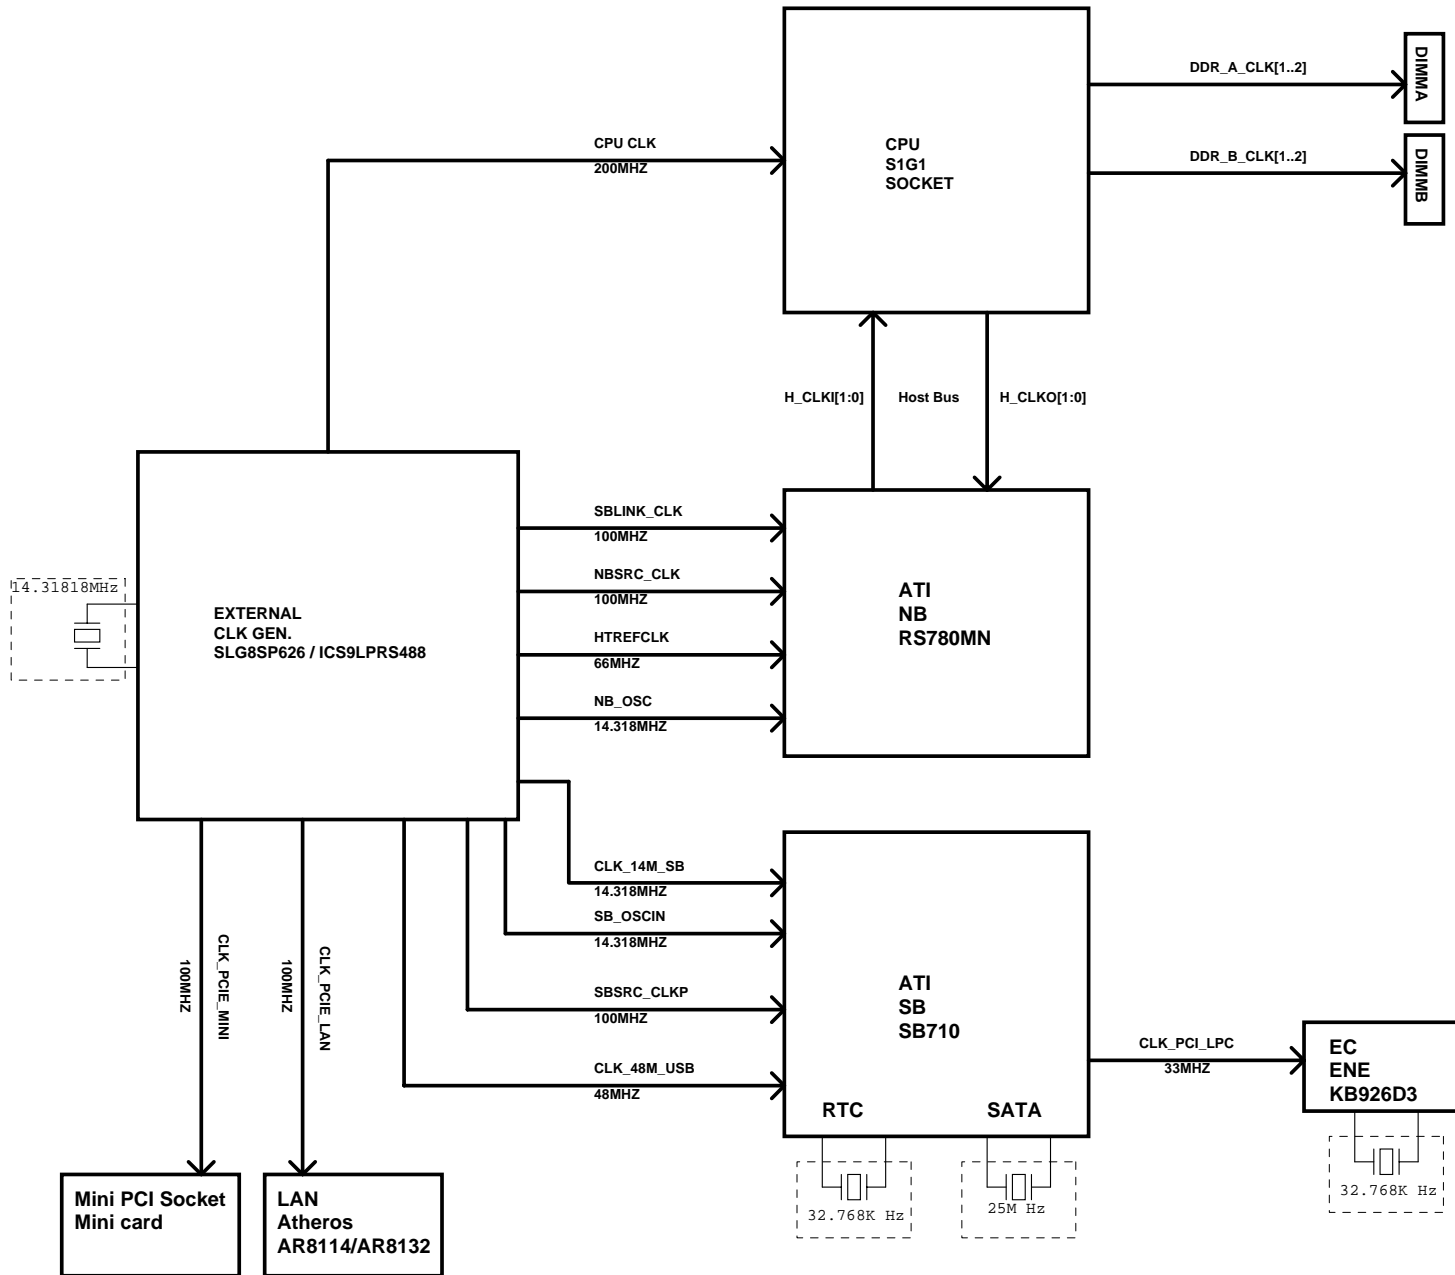 DDR_A_CLK[1..2]
DIMMA
CPU CLK
200MHZ
CPU
S1G1
SOCKET
DDR_B_CLK[1..2]
DIMMB
H_CLKI[1:0]
Host Bus
H_CLKO[1:0]
SBLINK_CLK
100MHZ
14.31818MHz
EXTERNAL
CLK GEN.
SLG8SP626 / ICS9LPRS488
NBSRC_CLK
100MHZ
HTREFCLK
66MHZ
NB_OSC
14.318MHZ
ATI
NB
RS780MN
CLK_14M_SB
14.318MHZ
SB_OSCIN
14.318MHZ
SBSRC_CLKP
100MHZ
CLK_48M_USB
48MHZ
CLK_PCIE_MINI
100MHZ
CLK_PCIE_LAN
100MHZ
ATI
SB
SB710
RTC
SATA
CLK_PCI_LPC
33MHZ
EC
ENE
KB926D3
32.768K Hz
25M Hz
32.768K Hz
Mini PCI Socket
Mini card
LAN
Atheros
AR8114/AR8132